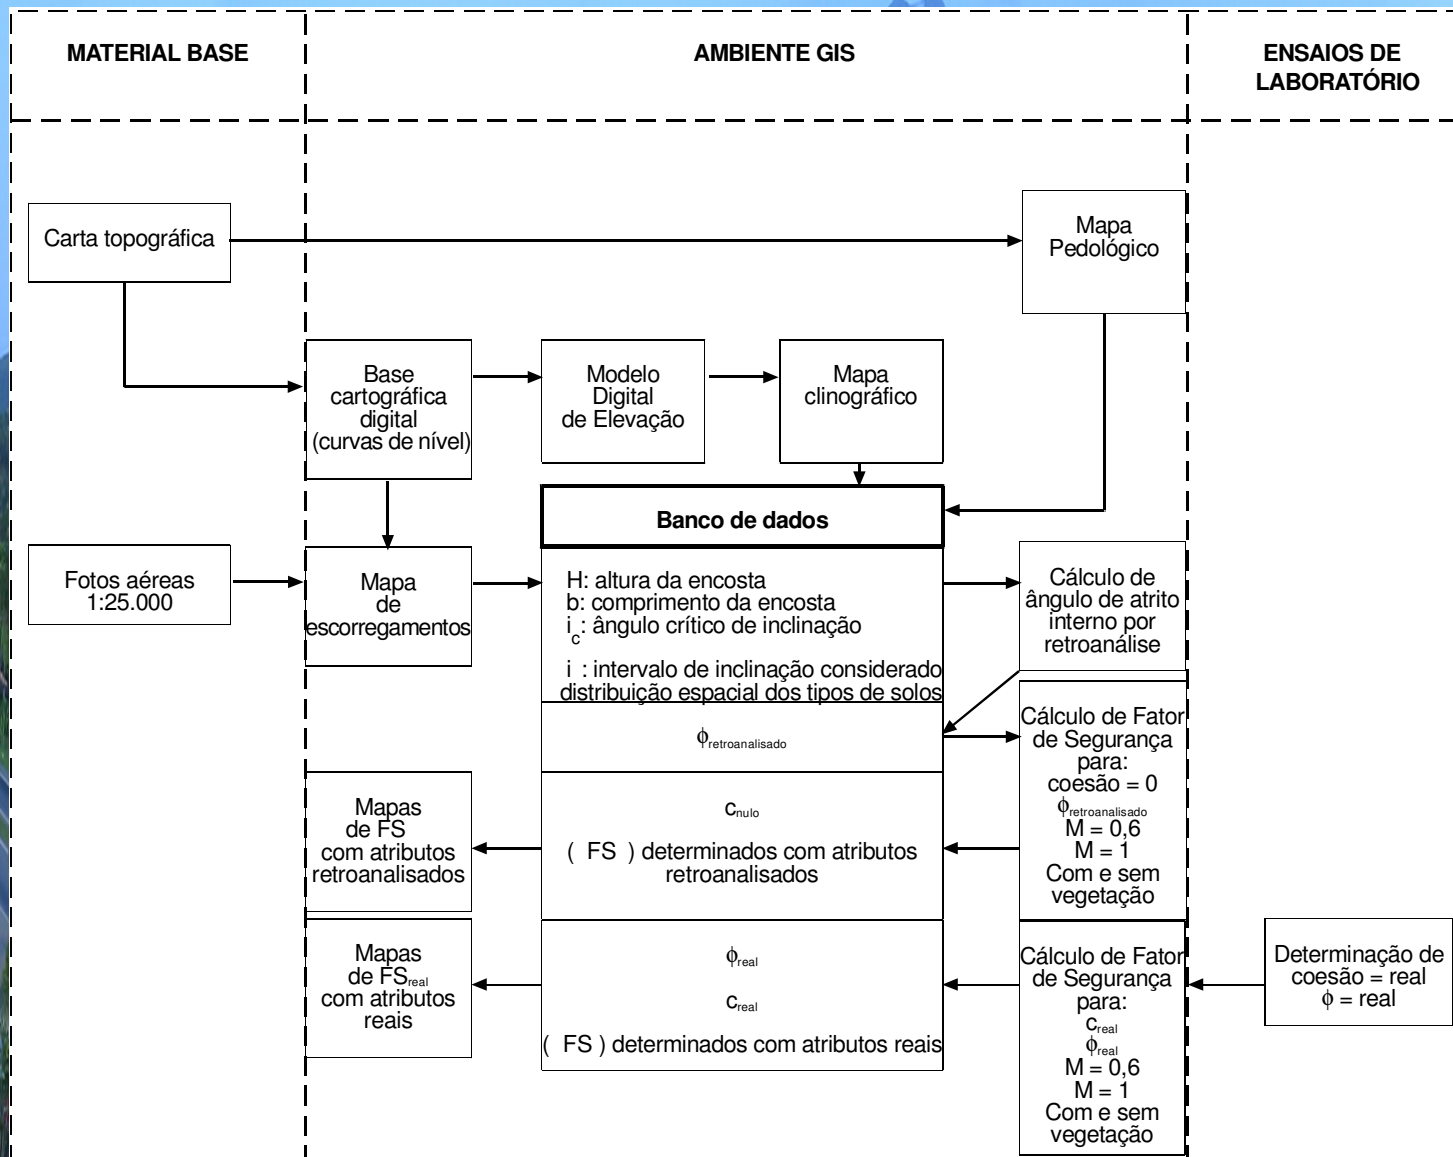 MATERIAL BASE
AMBIENTE GIS
ENSAIOS DE
LABORATÓRIO
Carta topográfica
Mapa
Pedológico
Base
cartográfica
digital
(curvas de nível)
Modelo
Digital
de Elevação
Mapa
clinográfico
Banco de dados
Fotos aéreas
1:25.000
Mapa
de
escorregamentos
H: altura da encosta
b: comprimento da encosta
ic: ângulo crítico de inclinação
i : intervalo de inclinação considerado
distribuição espacial dos tipos de solos
Cálculo de
ângulo de atrito
interno por
retroanálise
ϕretroanalisado
Cálculo de Fator
de Segurança
para:
coesão = 0
ϕretroanalisado
M = 0,6
M = 1
Com e sem
vegetação
Mapas
de FS
com atributos
retroanalisados
cnulo
( FS ) determinados com atributos
retroanalisados
Mapas
de FSreal
com atributos
reais
ϕreal
creal
( FS ) determinados com atributos reais
Cálculo de Fator
de Segurança
para:
creal
ϕreal
M = 0,6
M = 1
Com e sem
vegetação
Determinação de
coesão = real
ϕ = real